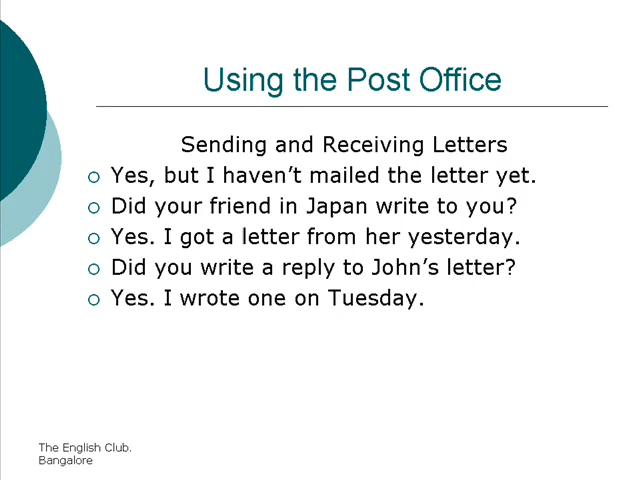 Using the Post Office
Sending and Receiving Letters
Yes, but I haven't mailed the letter yet.
Did your friend in Japan write to you?
Yes. I got a letter from her yesterday.
Did you write a reply to John's letter?
Yes. I wrote one on Tuesday.
The English Club.
Bangalore